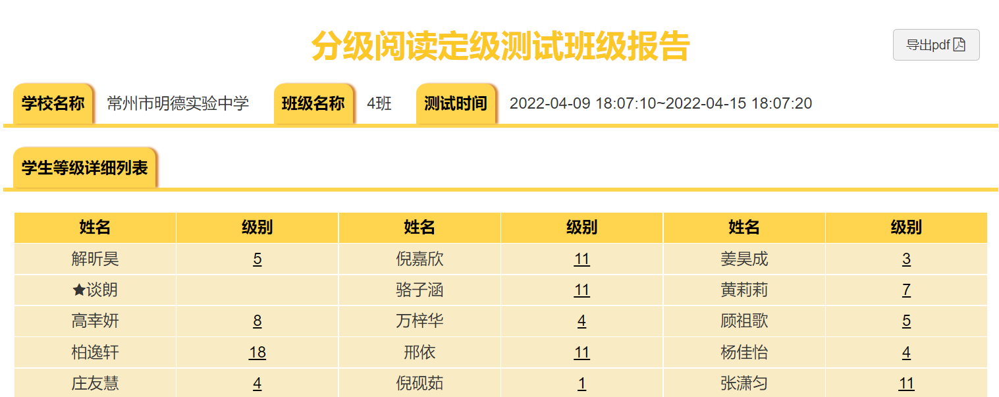 分级阅读定级测试班级报告
导出pdf
学校名称 常州市明德实验中学 班级名称 4班 测试时间 2022-04-09 18:07:10~2022-04-15 18:07:20
学生等级详细列表
姓名 级别 姓名 级别 姓名 级别
解昕昊 5 倪嘉欣 11 姜昊成 3
★谈朗 骆子涵 11 黄莉莉 7
高幸妍 8 万梓华 4 顾祖歌 5
柏逸轩 18 邢依 11 杨佳怡 4
庄友慧 4 倪砚茹 1 张潇匀 11